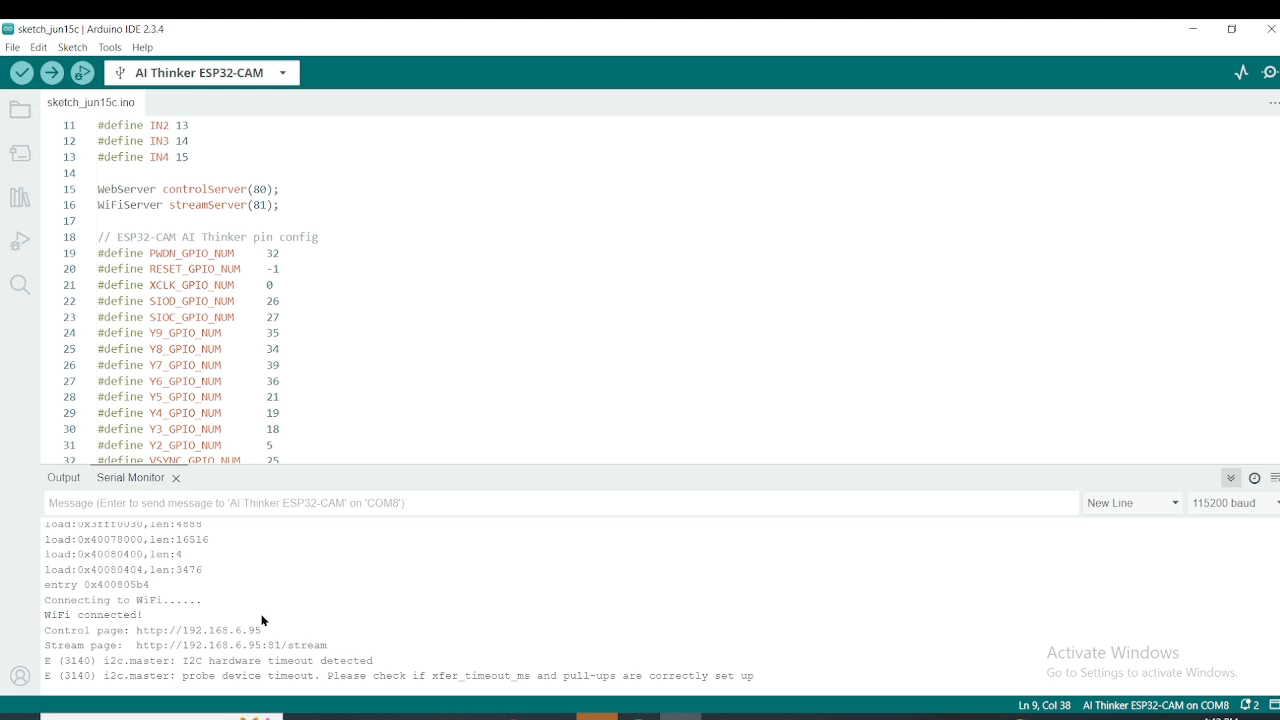 sketch_jun15c | Arduino IDE 2.3.4
File Edit Sketch Tools Help
AI Thinker ESP32-CAM
sketch_jun15c.ino
11 #define IN2 13
12 #define IN3 14
13 #define IN4 15
14
15 WebServer controlServer(80);
16 WiFiServer streamServer(81);
17
18 // ESP32-CAM AI Thinker pin config
19 #define PWDN_GPIO_NUM 32
20 #define RESET_GPIO_NUM -1
21 #define XCLK_GPIO_NUM 0
22 #define SIOD_GPIO_NUM 26
23 #define SIOC_GPIO_NUM 27
24 #define Y9_GPIO_NUM 35
25 #define Y8_GPIO_NUM 34
26 #define Y7_GPIO_NUM 39
27 #define Y6_GPIO_NUM 36
28 #define Y5_GPIO_NUM 21
29 #define Y4_GPIO_NUM 19
30 #define Y3_GPIO_NUM 18
31 #define Y2_GPIO_NUM 5
32 #define VSYNC_GPIO_NUM 25
Output Serial Monitor
Message (Enter to send message to 'AI Thinker ESP32-CAM' on 'COM8')
New Line 115200 baud
load:0x3fff0030,len:4888
load:0x40078000,len:16516
load:0x40080400,len:4
load:0x40080404,len:3476
entry 0x400805b4
Connecting to WiFi......
WiFi connected!
Control page: http://192.168.6.95
Stream page: http://192.168.6.95:81/stream
E (3140) i2c.master: I2C hardware timeout detected
E (3140) i2c.master: probe device timeout. Please check if xfer_timeout_ms and pull-ups are correctly set up
Activate Windows
Go to Settings to activate Windows.
Ln 9, Col 38 AI Thinker ESP32-CAM on COM8 2